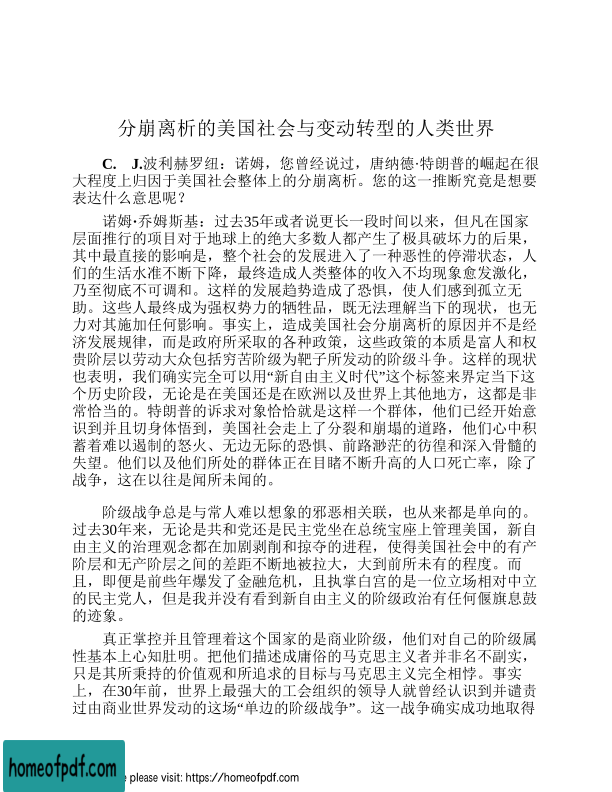 分崩离析的美国社会与变动转型的人类世界
C. J.波利赫罗纽：诺姆，您曾经说过，唐纳德·特朗普的崛起在很
大程度上归因于美国社会整体上的分崩离析。您的这一推断究竟是想要
表达什么意思呢？
诺姆·乔姆斯基：过去35年或者说更长一段时间以来，但凡在国家
层面推行的项目对于地球上的绝大多数人都产生了极具破坏力的后果，
其中最直接的影响是，整个社会的发展进入了一种恶性的停滞状态，人
们的生活水准不断下降，最终造成人类整体的收入不均现象愈发激化，
乃至彻底不可调和。这样的发展趋势造成了恐惧，使人们感到孤立无
助。这些人最终成为强权势力的牺牲品，既无法理解当下的现状，也无
力对其施加任何影响。事实上，造成美国社会分崩离析的原因并不是经
济发展规律，而是政府所采取的各种政策，这些政策的本质是富人和权
贵阶层以劳动大众包括穷苦阶级为靶子所发动的阶级斗争。这样的现状
也表明，我们确实完全可以用“新自由主义时代”这个标签来界定当下这
个历史阶段，无论是在美国还是在欧洲以及世界上其他地方，这都是非
常恰当的。特朗普的诉求对象恰恰就是这样一个群体，他们已经开始意
识到并且切身体悟到，美国社会走上了分裂和崩塌的道路，他们心中积
蓄着难以遏制的怒火、无边无际的恐惧、前路渺茫的彷徨和深入骨髓的
失望。他们以及他们所处的群体正在目睹不断升高的人口死亡率，除了
战争，这在以往是闻所未闻的。
阶级战争总是与常人难以想象的邪恶相关联，也从来都是单向的。
过去30年来，无论是共和党还是民主党坐在总统宝座上管理美国，新自
由主义的治理观念都在加剧剥削和掠夺的进程，使得美国社会中的有产
阶层和无产阶层之间的差距不断地被拉大，大到前所未有的程度。而
且，即便是前些年爆发了金融危机，且执掌白宫的是一位立场相对中立
的民主党人，但是我并没有看到新自由主义的阶级政治有任何偃旗息鼓
的迹象。
真正掌控并且管理着这个国家的是商业阶级，他们对自己的阶级属
性基本上心知肚明。把他们描述成庸俗的马克思主义者并非名不副实，
只是其所秉持的价值观和所追求的目标与马克思主义完全相悖。事实
上，在30年前，世界上最强大的工会组织的领导人就曾经认识到并谴责
过由商业世界发动的这场“单边的阶级战争”。这一战争确实成功地取得
homeofpdf.com
e please visit: https://homeofpdf.com